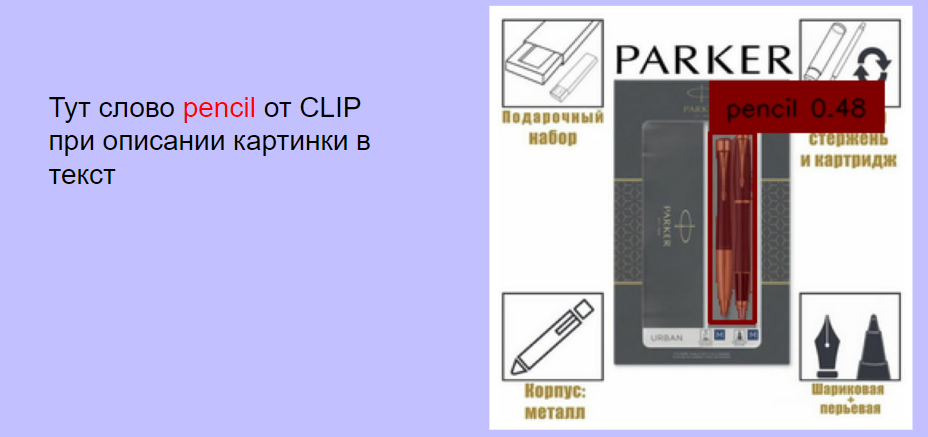 Тут слово pencil от CLIP
при описании картинки в
текст
PARKER
Подарочный
набор
pencil 0.48
стержень
и картридж
PARKER
URBAN
Корпус:
металл
Шариковая
+
перьевая